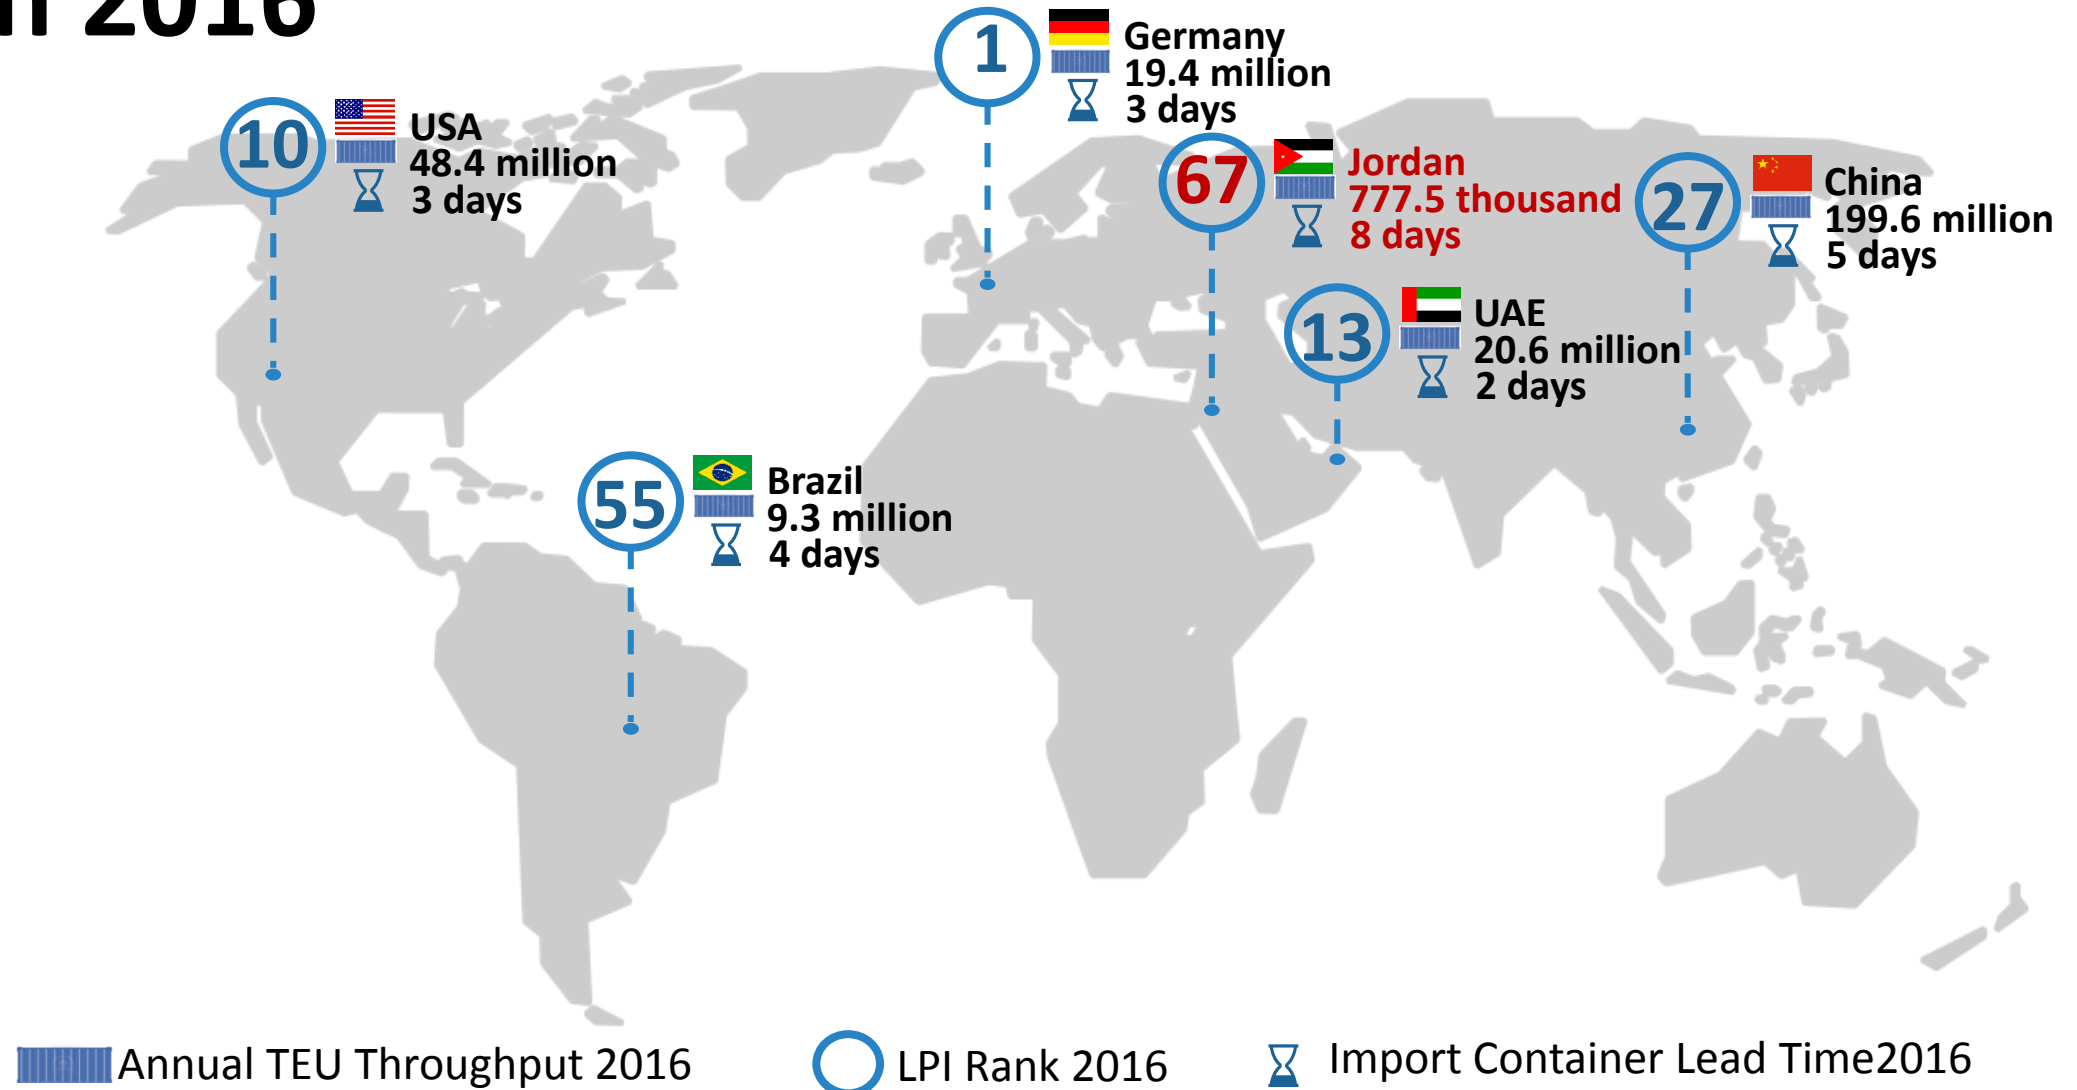 n 2016
1
Germany
19.4 million
3 days
10
USA
48.4 million
3 days
67
Jordan
777.5 thousand
8 days
27
China
199.6 million
5 days
13
UAE
20.6 million
2 days
55
Brazil
9.3 million
4 days
Annual TEU Throughput 2016
LPI Rank 2016
Import Container Lead Time2016